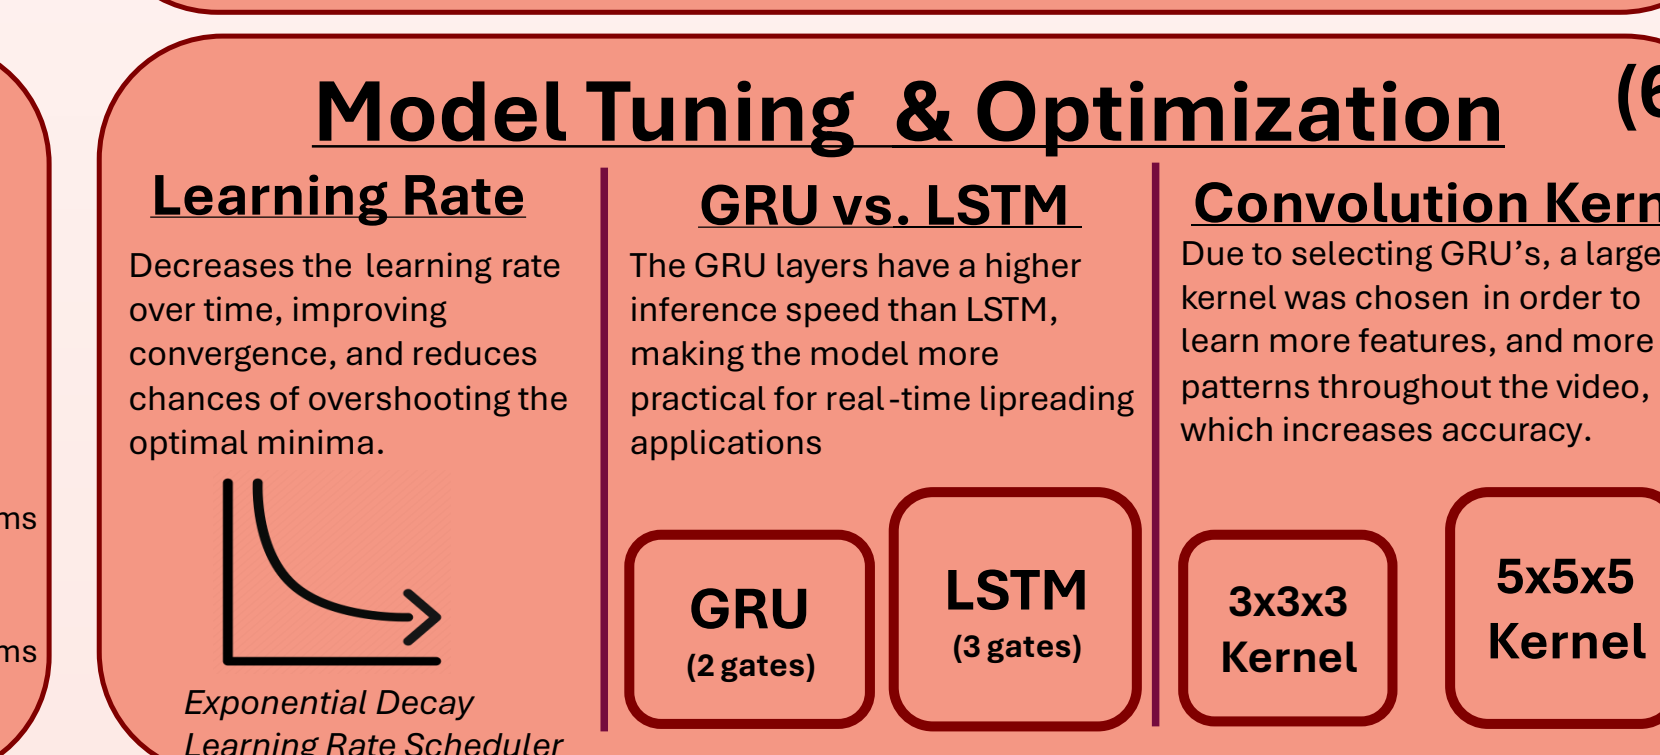 Model Tuning & Optimization
Learning Rate
Decreases the learning rate
over time, improving
convergence, and reduces
chances of overshooting the
optimal minima.
Exponential Decay
Learning Rate Scheduler
GRU vs. LSTM
The GRU layers have a higher
inference speed than LSTM,
making the model more
practical for real-time lipreading
applications
GRU
(2 gates)
LSTM
(3 gates)
Convolution
Due to selecting GRU's, a large
kernel was chosen in order to
learn more features, and more
patterns throughout the video,
which increases accuracy.
3x3x3
Kernel
5x5x5
Kernel
ms
ms